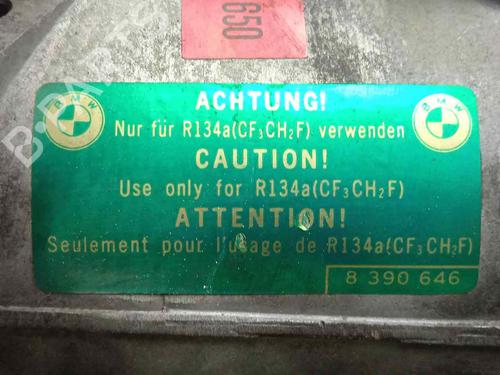 650
ACHTUNG!
BMW
BMW
Nur für R134a(CF₃CH₂F) verwenden
CAUTION!
Use only for R134a(CF₃CH₂F)
ATTENTION!
Seulement pour l'usage de R134a(CF₃CH₂F)
8 390 646
B-PARTS